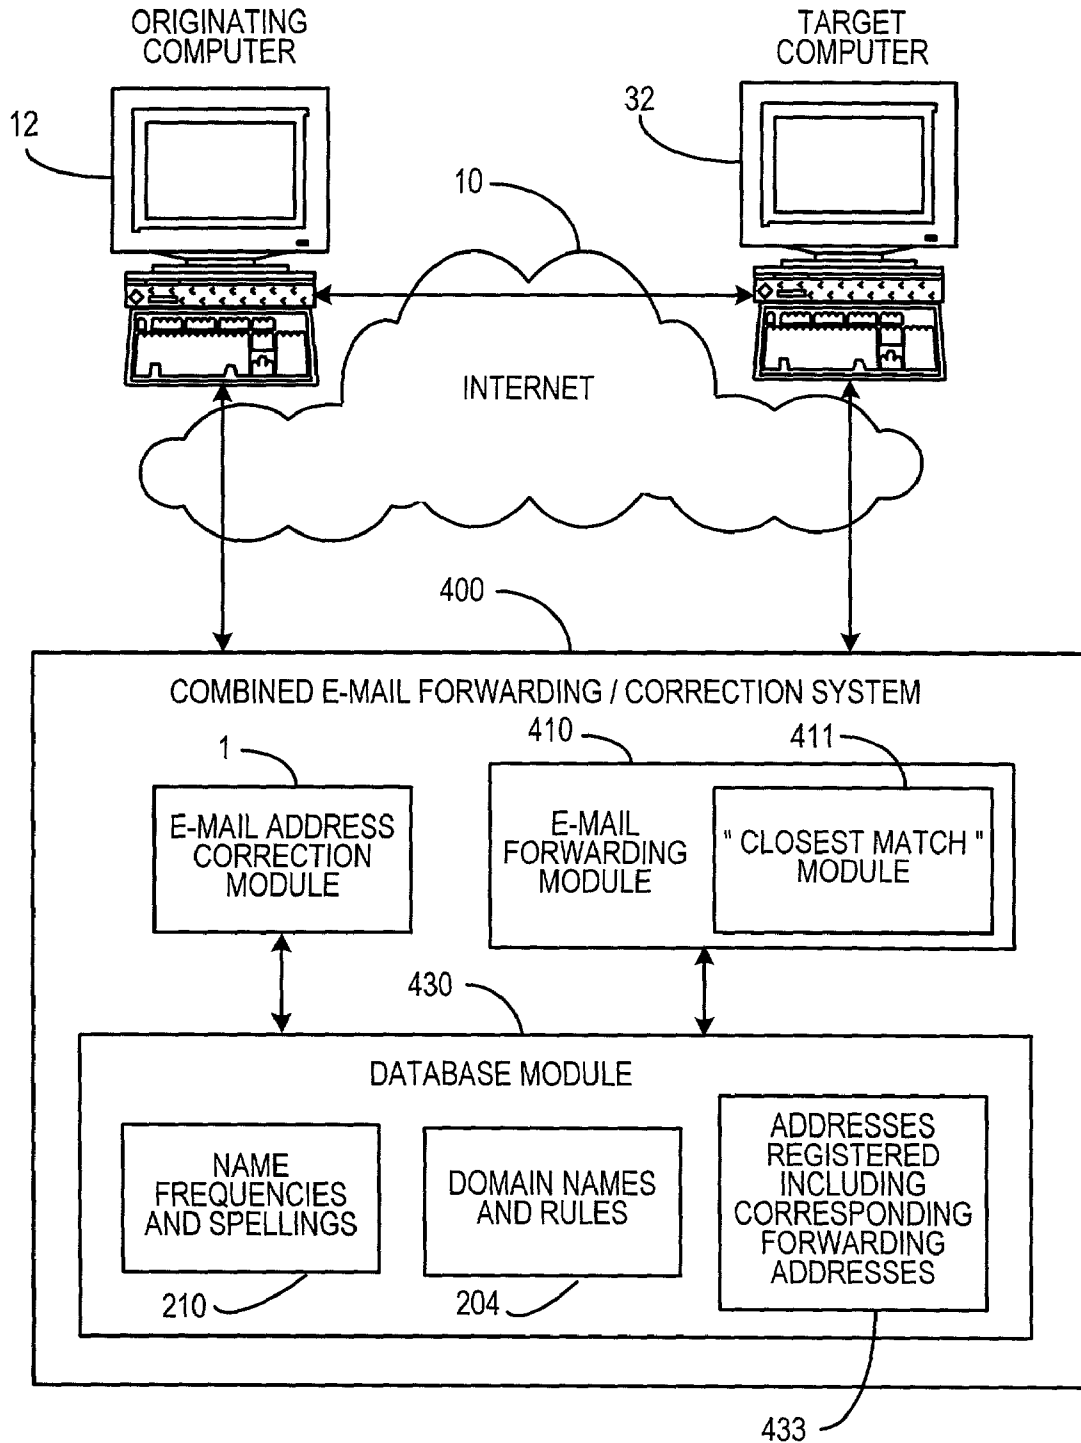 ORIGINATING
COMPUTER
TARGET
COMPUTER
12
32
10
INTERNET
400
COMBINED E-MAIL FORWARDING / CORRECTION SYSTEM
1
410
411
E-MAIL ADDRESS
CORRECTION
MODULE
E-MAIL
FORWARDING
MODULE
" CLOSEST MATCH "
MODULE
430
DATABASE MODULE
NAME
FREQUENCIES
AND SPELLINGS
DOMAIN NAMES
AND RULES
ADDRESSES
REGISTERED
INCLUDING
CORRESPONDING
FORWARDING
ADDRESSES
210
204
433